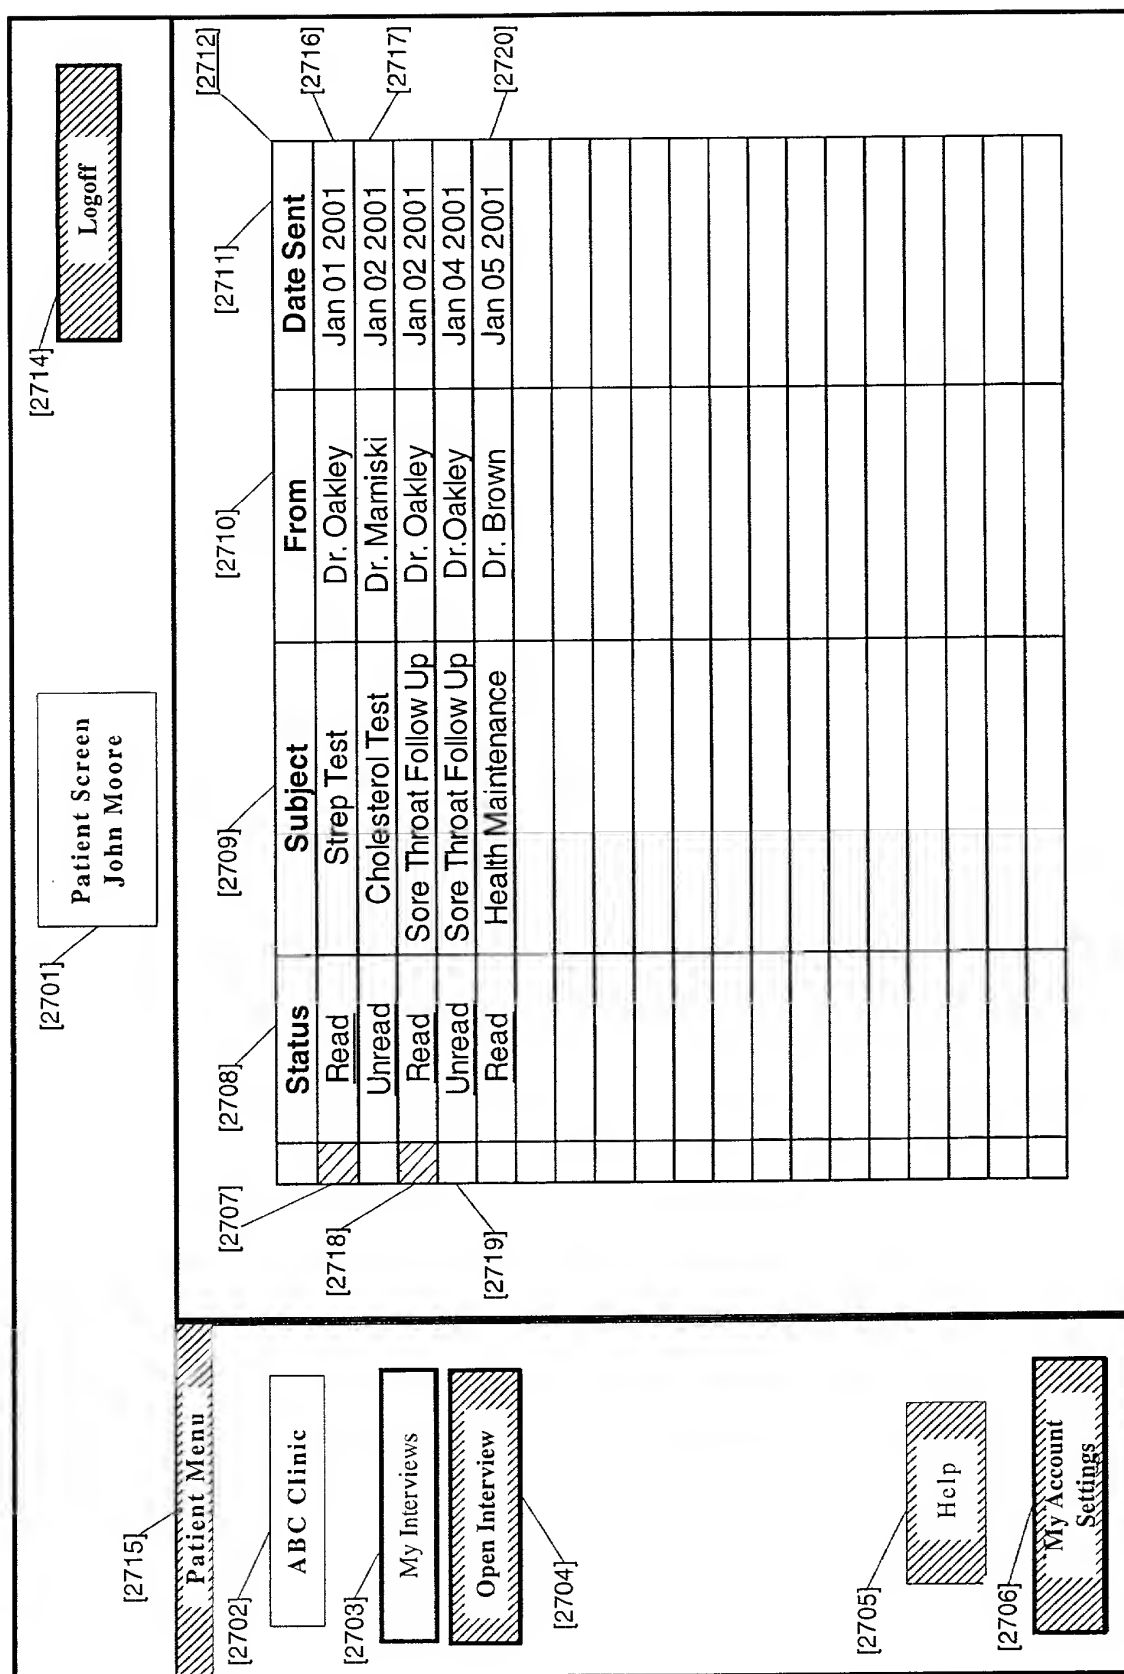 [2701]
Patient Screen
John Moore
[2714]
Logoff
[2715]
Patient Menu
[2702]
ABC Clinic
[2703]
My Interviews
Open Interview
[2704]
[2705]
Help
[2706]
My Account
Settings
[2707]
[2708]
[2709]
[2710]
[2711]
[2712]
Status Subject From Date Sent
Read Strep Test Dr. Oakley Jan 01 2001
[2716]
Unread Cholesterol Test Dr. Marniski Jan 02 2001
[2717]
[2718]
Read Sore Throat Follow Up Dr. Oakley Jan 02 2001
[2719]
Unread Sore Throat Follow Up Dr.Oakley Jan 04 2001
Read Health Maintenance Dr. Brown Jan 05 2001
[2720]